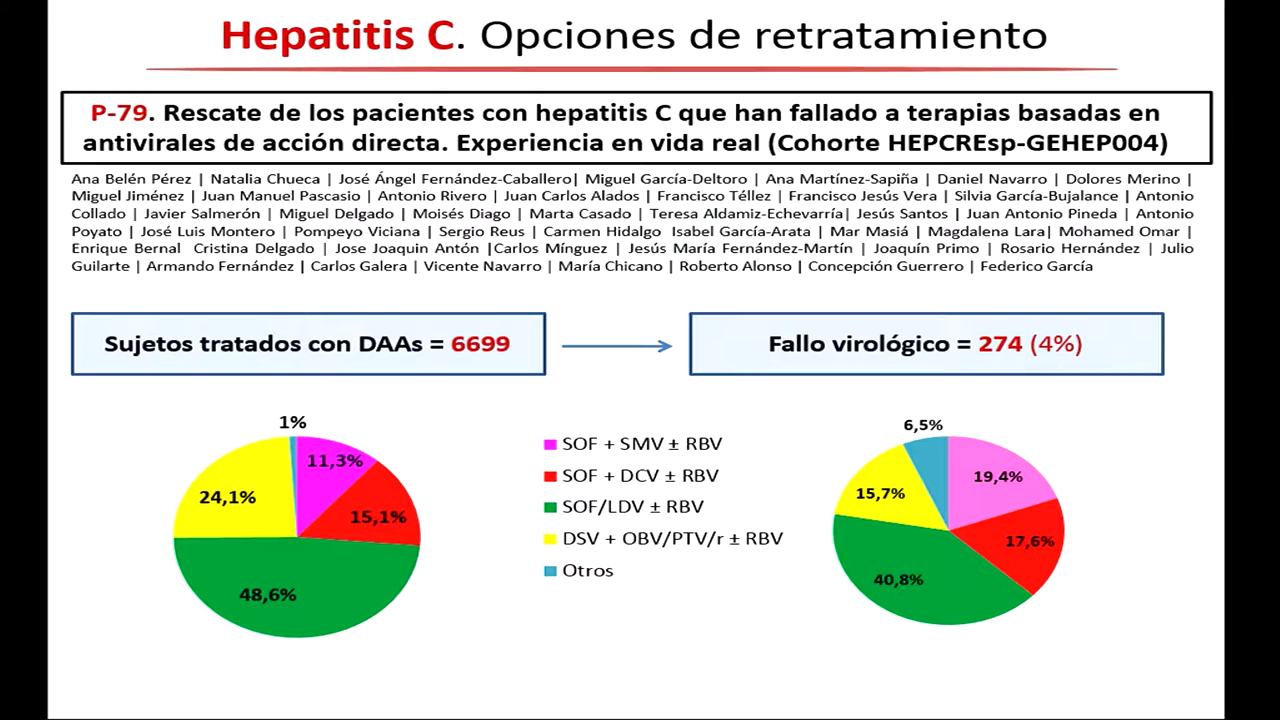 Hepatitis C. Opciones de retratamiento
P-79. Rescate de los pacientes con hepatitis C que han fallado a terapias basadas en
antivirales de acción directa. Experiencia en vida real (Cohorte HEPCREsp-GEHEP004)
Ana Belén Pérez | Natalia Chueca | José Ángel Fernández-Caballero| Miguel García-Deltoro | Ana Martínez-Sapiña | Daniel Navarro | Dolores Merino |
Miguel Jiménez | Juan Manuel Pascasio | Antonio Rivero | Juan Carlos Alados | Francisco Téllez | Francisco Jesús Vera | Silvia García-Bujalance | Antonio
Collado | Javier Salmerón | Miguel Delgado | Moisés Diago | Marta Casado | Teresa Aldamiz-Echevarría| Jesús Santos | Juan Antonio Pineda | Antonio
Poyato | José Luis Montero | Pompeyo Viciana | Sergio Reus | Carmen Hidalgo Isabel García-Arata | Mar Masiá | Magdalena Lara| Mohamed Omar |
Enrique Bernal Cristina Delgado | Jose Joaquin Antón |Carlos Mínguez | Jesús María Fernández-Martín | Joaquín Primo | Rosario Hernández | Julio
Guilarte | Armando Fernández | Carlos Galera | Vicente Navarro | María Chicano | Roberto Alonso | Concepción Guerrero | Federico García
Sujetos tratados con DAAs = 6699
Fallo virológico = 274 (4%)
1%
11,3%
15,1%
48,6%
24,1%
SOF + SMV ± RBV
SOF + DCV ± RBV
SOF/LDV ± RBV
DSV + OBV/PTV/r ± RBV
Otros
6,5%
19,4%
17,6%
40,8%
15,7%